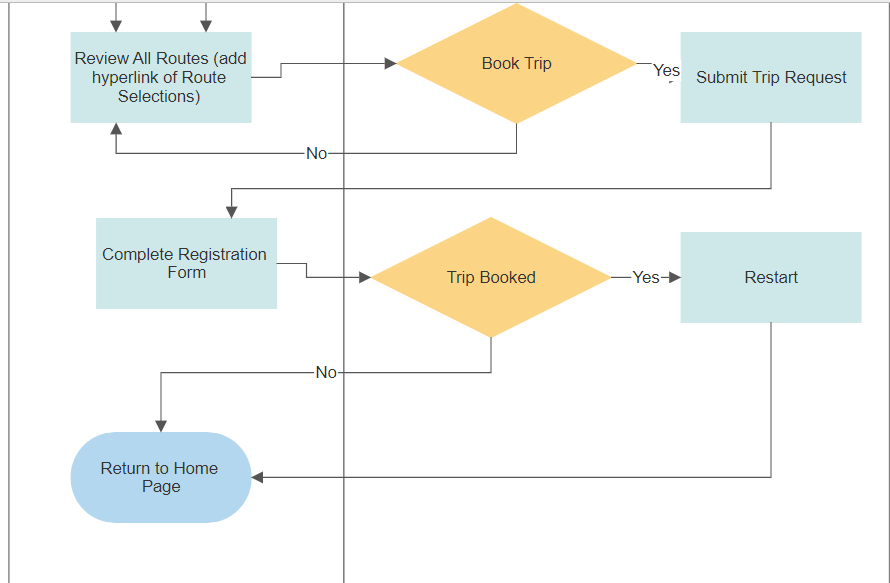 Review All Routes (add
hyperlink of Route
Selections)
Book Trip
Yes
Submit Trip Request
No
Complete Registration
Form
Trip Booked
Yes
Restart
No
Return to Home
Page